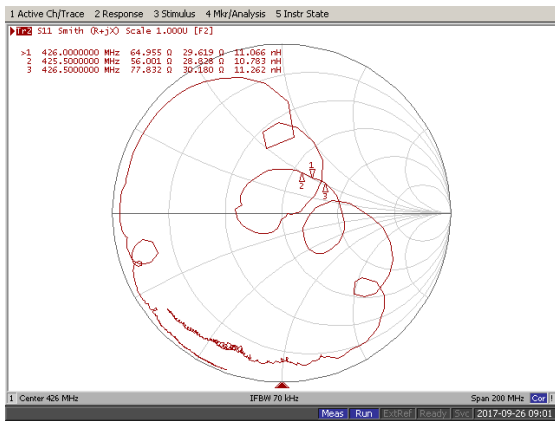 1 Active Ch/Trace 2 Response 3 Stimulus 4 Mkr/Analysis 5 Instr State
Tr2 S11 Smith (R+jX) Scale 1.000U [F2]
>1 426.0000000 MHz 64.955 Ω 29.619 Ω 11.066 nH
2 425.5000000 MHz 56.001 Ω 28.828 Ω 10.783 nH
3 426.5000000 MHz 77.832 Ω 30.180 Ω 11.262 nH
1
2
3
1 Center 426 MHz IFBW 70 kHz Span 200 MHz Cor !
Meas Run ExtRef Ready Svc 2017-09-26 09:01